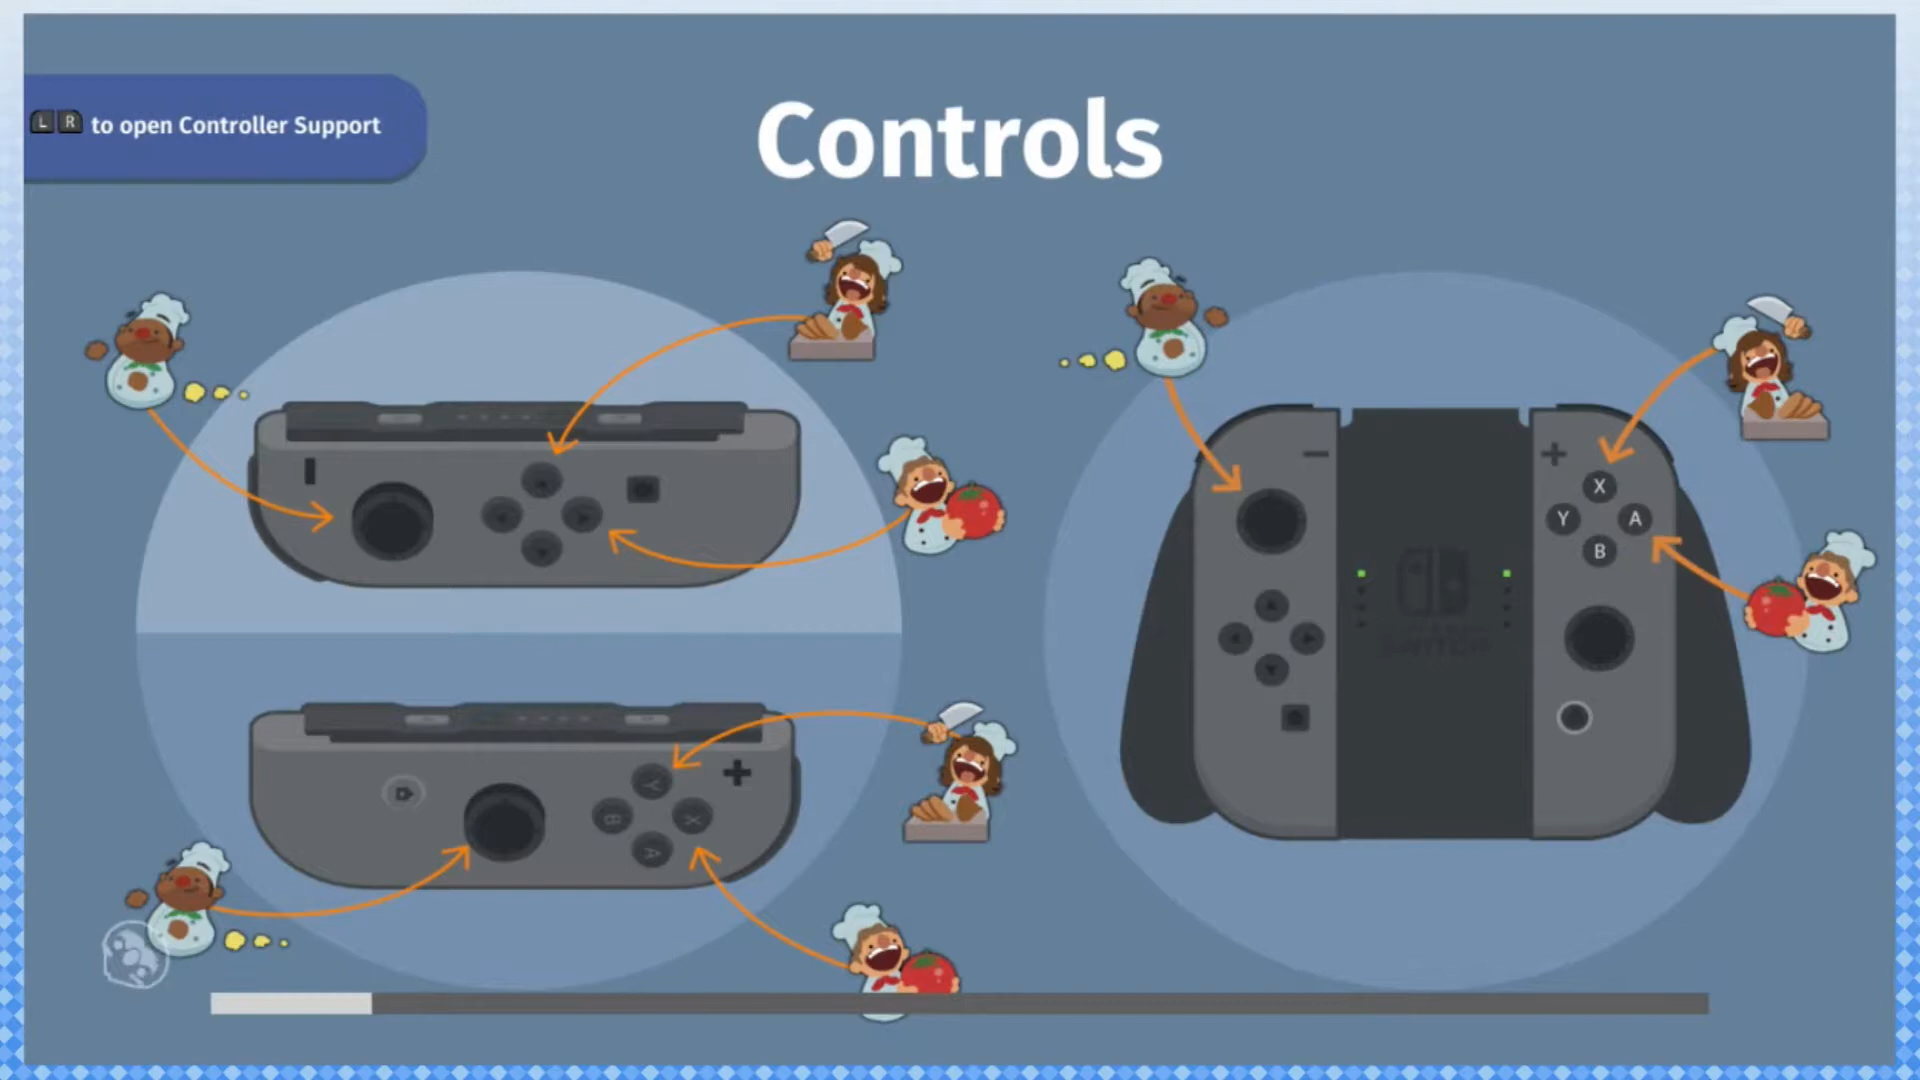 L R to open Controller Support
Controls
X
Y A
B
Y
B X
A